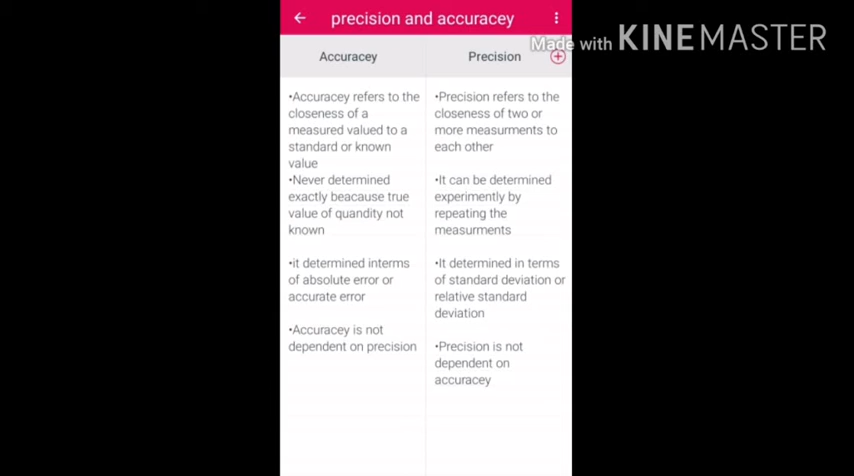 precision and accuracey
Made with KINEMASTER
Accuracey
Precision
•Accuracey refers to the
closeness of a
measured valued to a
standard or known
value
•Never determined
exactly beacause true
value of quandity not
known
•it determined interms
of absolute error or
accurate error
•Accuracey is not
dependent on precision
•Precision refers to the
closeness of two or
more measurments to
each other
•It can be determined
experimently by
repeating the
measurments
•It determined in terms
of standard deviation or
relative standard
deviation
•Precision is not
dependent on
accuracey